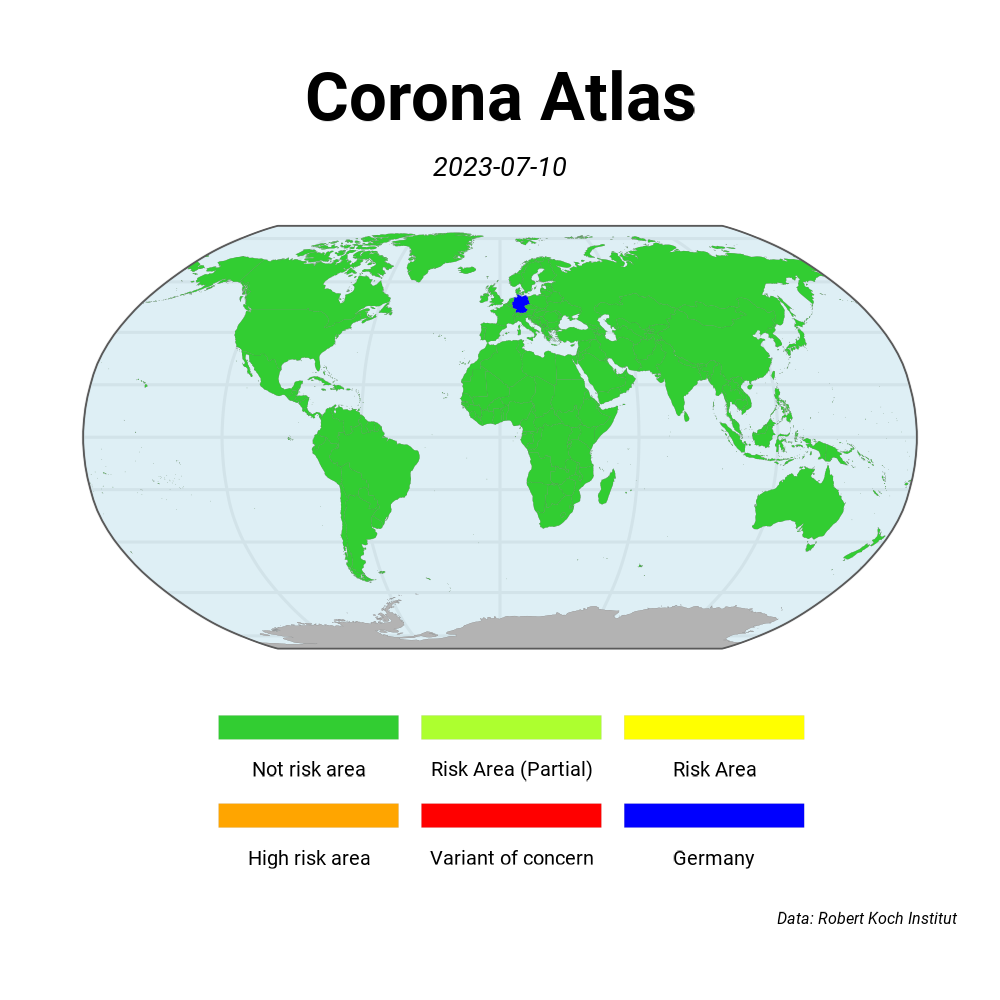 Corona Atlas
2023-07-10
Not risk area
Risk Area (Partial)
Risk Area
High risk area
Variant of concern
Germany
Data: Robert Koch Institut